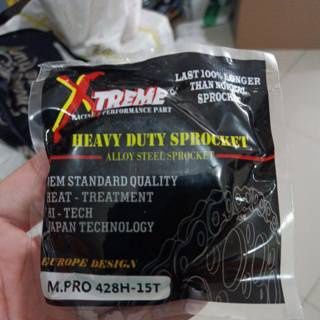 XTREME
RACING PERFORMANCE PART
LAST 100% LONGER
THAN NORMAL
SPROCKET
HEAVY DUTY SPROCKET
ALLOY STEEL SPROCKET
OEM STANDARD QUALITY
HEAT - TREATMENT
HI - TECH
JAPAN TECHNOLOGY
EUROPE DESIGN
M.PRO 428H-15T